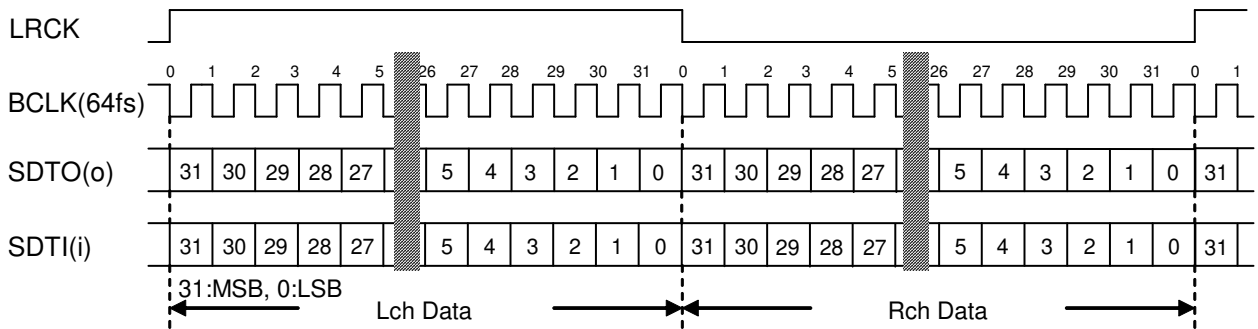 LRCK
0 1 2 3 4 5 26 27 28 29 30 31 0 1 2 3 4 5 26 27 28 29 30 31 0 1
BCLK(64fs)
SDTO(o) 31 30 29 28 27 5 4 3 2 1 0 31 30 29 28 27 5 4 3 2 1 0 31
SDTI(i) 31 30 29 28 27 5 4 3 2 1 0 31 30 29 28 27 5 4 3 2 1 0 31
31:MSB, 0:LSB
Lch Data Rch Data